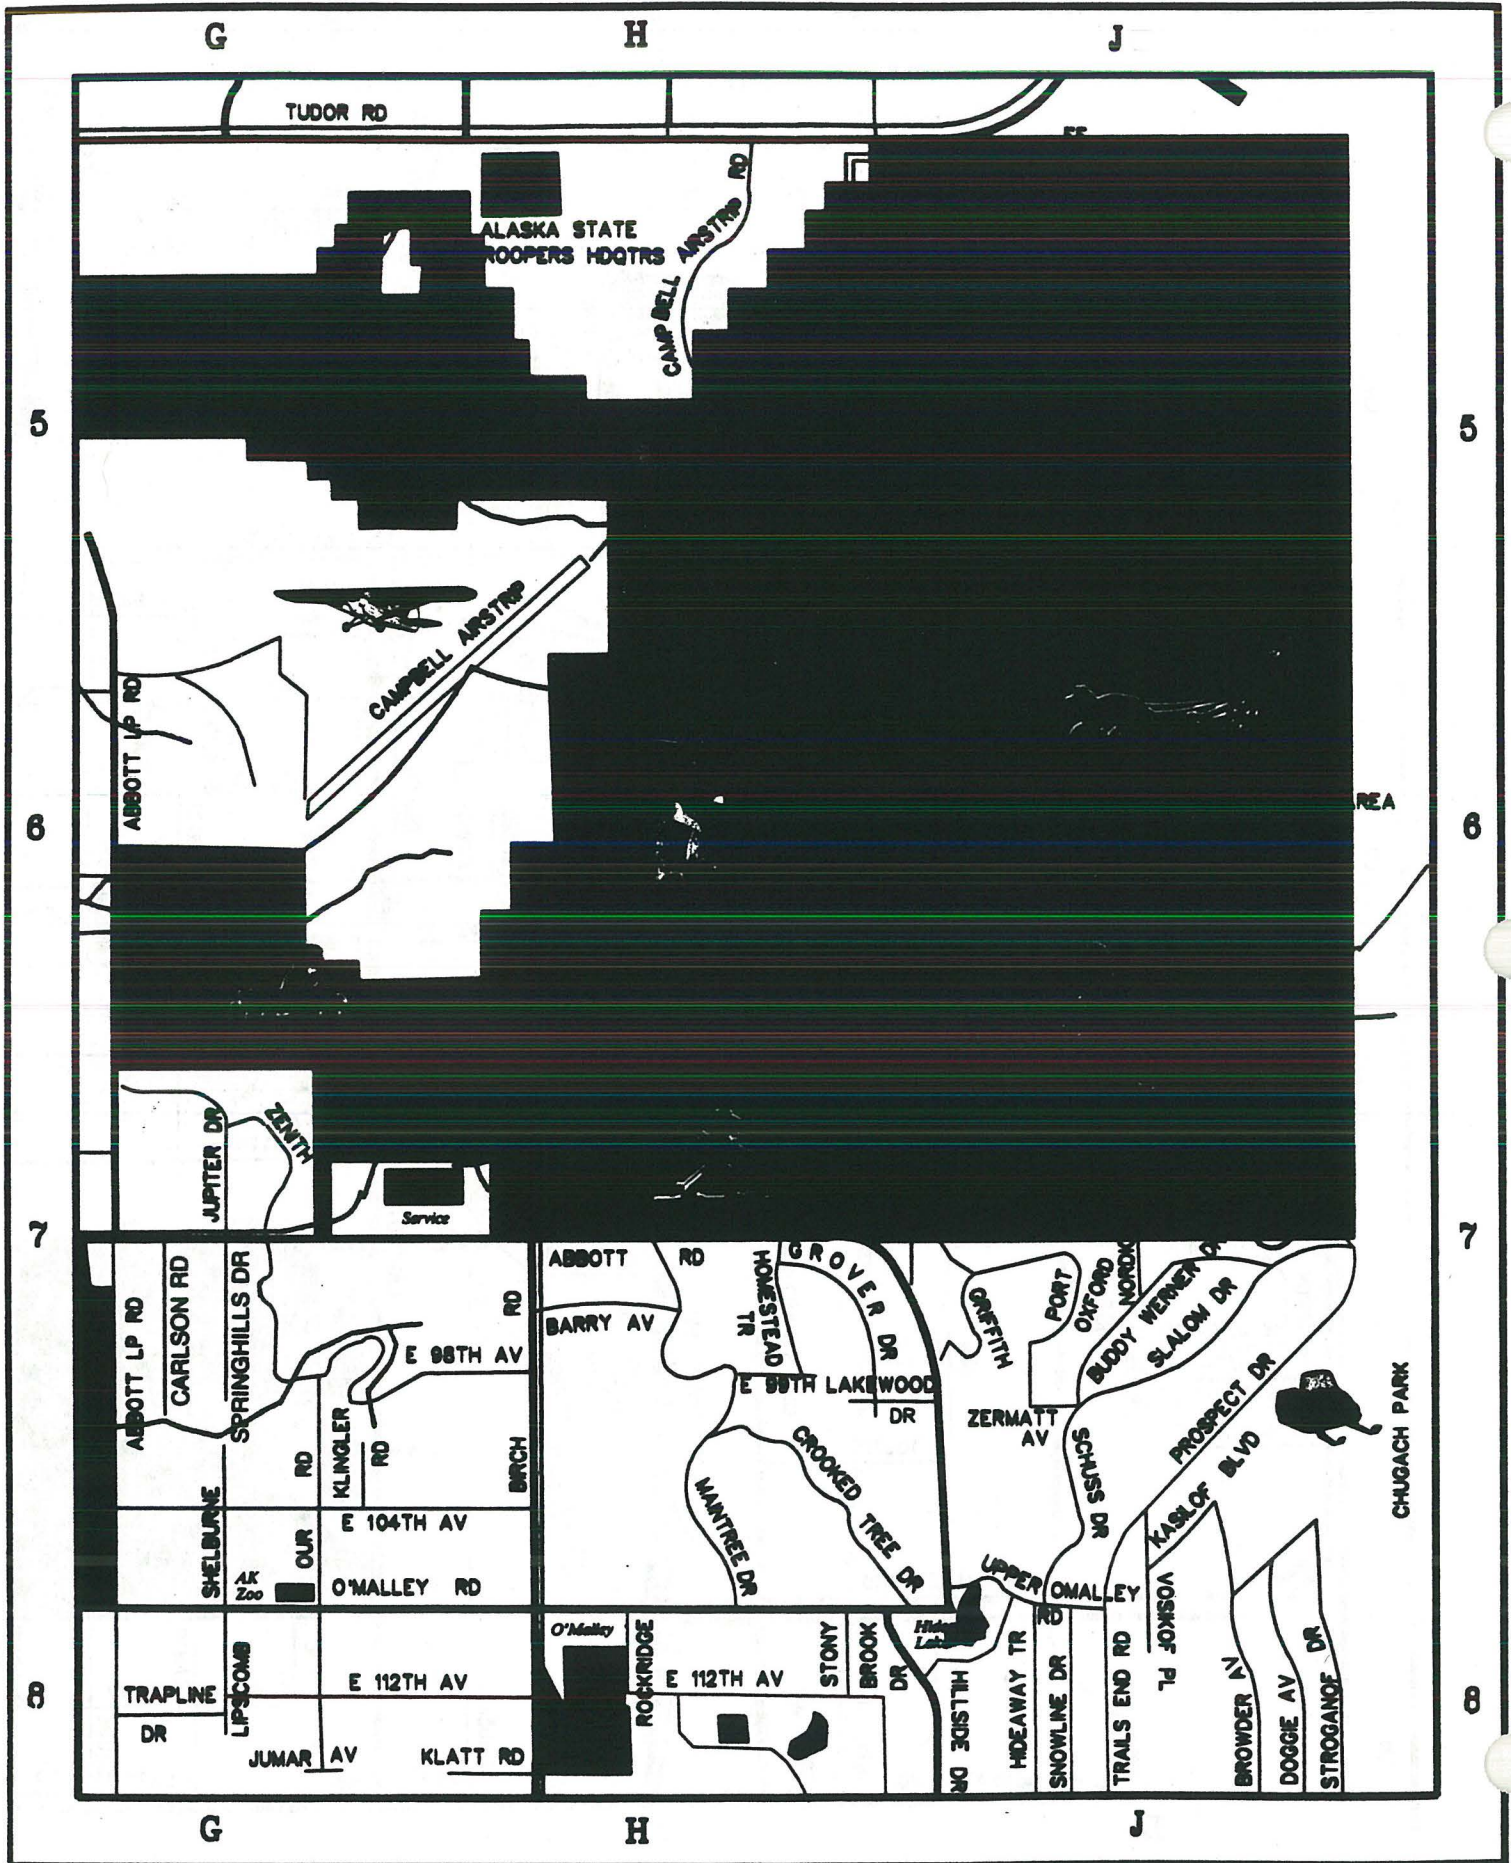 G H J
TUDOR RD
ALASKA STATE
ROOPERS HDQTRS
CAMPBELL AIRSTRIP RD
5 5
CAMPBELL AIRSTRIP
ABBOTT LP RD
6 6
REA
JUPITER DR
ZENITH
Service
7 7
ABBOTT RD
HOMESTEAD TR
GROVER DR
GRIFFITH
PORT
OXFORD
NORDIC
BUDDY WERNER DR
SLALOM DR
ABBOTT LP RD
CARLSON RD
SPRINGHILLS DR
BARRY AV
E 98TH AV
E 99TH LAKEWOOD
DR
ZERMATT
AV
PROSPECT DR
CHUGACH PARK
SHELBURNE
OUR RD
KLINGLER
RD
BIRCH RD
MAINTREE DR
CROOKED TREE DR
SCHUSS DR
KASILOF BLVD
E 104TH AV
AK
Zoo
O'MALLEY RD
UPPER OMALLEY
RD
O'Malley
TRAPLINE
DR
LIPSCOMB
E 112TH AV
ROCKRIDGE
E 112TH AV
STONY
BROOK
DR
HILLSIDE DR
HIDEAWAY TR
SNOWLINE DR
TRAILS END RD
VOSIKOF PL
BROWDER AV
DOGGIE AV
STROGANOF DR
8 8
JUMAR AV
KLATT RD
G H J